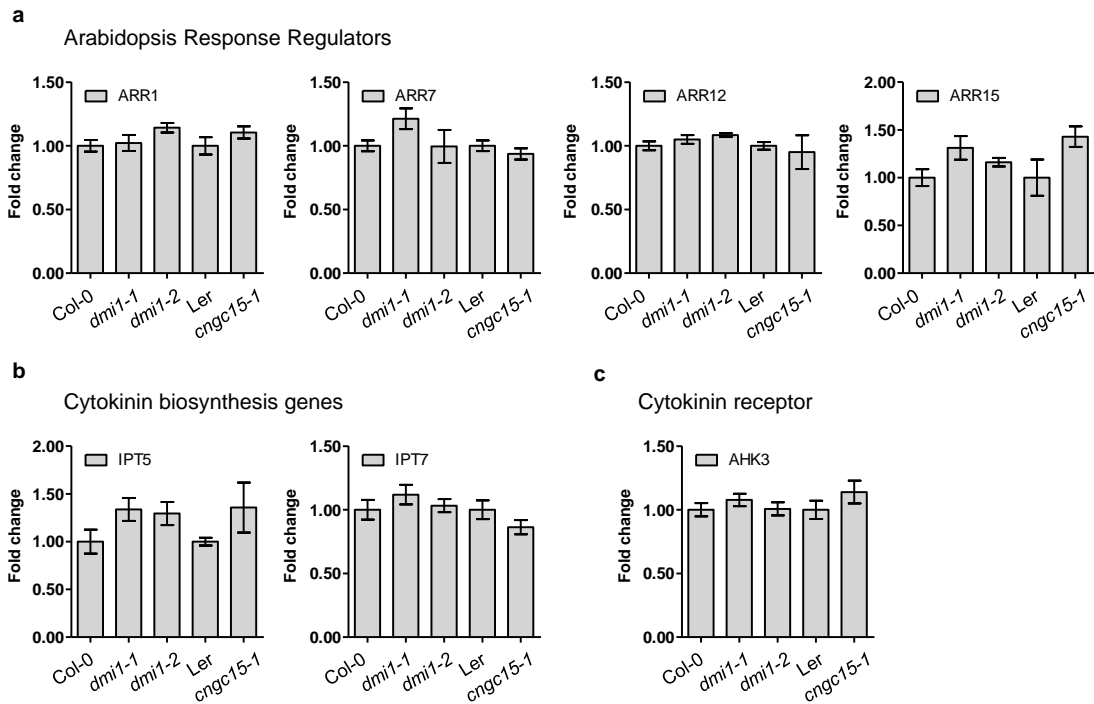 a
Arabidopsis Response Regulators
ARR1
Fold change
1.50
1.00
0.50
0.00
Col-0
dmi1-1
dmi1-2
Ler
cngc15-1
ARR7
Fold change
1.50
1.00
0.50
0.00
Col-0
dmi1-1
dmi1-2
Ler
cngc15-1
ARR12
Fold change
1.50
1.00
0.50
0.00
Col-0
dmi1-1
dmi1-2
Ler
cngc15-1
ARR15
Fold change
2.00
1.50
1.00
0.50
0.00
Col-0
dmi1-1
dmi1-2
Ler
cngc15-1
b
Cytokinin biosynthesis genes
IPT5
Fold change
2.00
1.50
1.00
0.50
0.00
Col-0
dmi1-1
dmi1-2
Ler
cngc15-1
IPT7
Fold change
1.50
1.00
0.50
0.00
Col-0
dmi1-1
dmi1-2
Ler
cngc15-1
c
Cytokinin receptor
AHK3
Fold change
1.50
1.00
0.50
0.00
Col-0
dmi1-1
dmi1-2
Ler
cngc15-1